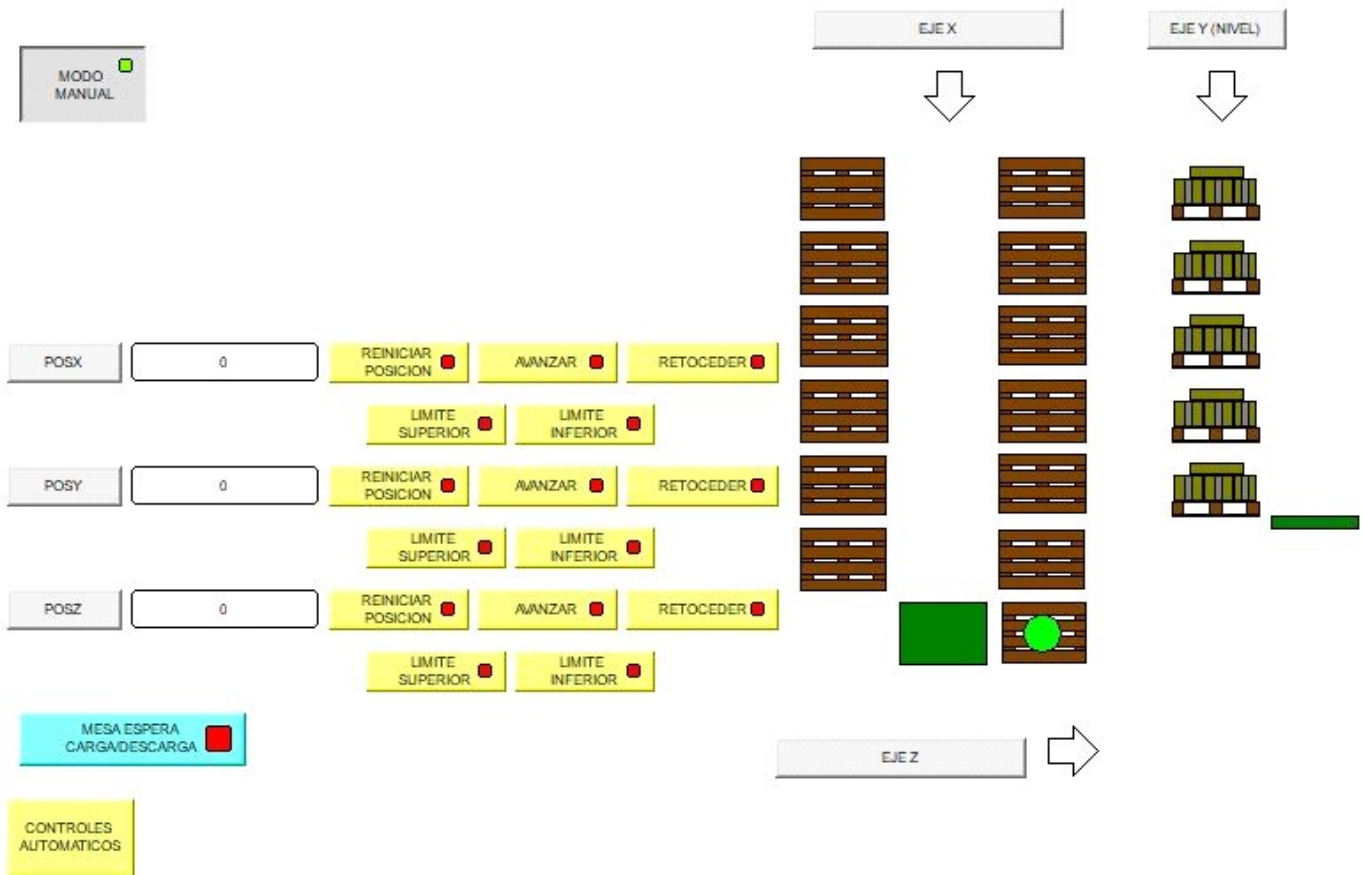 EJE X
EJE Y (NIVEL)
MODO
MANUAL
POSX
0
REINICIAR
POSICION
AVANZAR
RETOCEDER
LIMITE
SUPERIOR
LIMITE
INFERIOR
POSY
0
REINICIAR
POSICION
AVANZAR
RETOCEDER
LIMITE
SUPERIOR
LIMITE
INFERIOR
POSZ
0
REINICIAR
POSICION
AVANZAR
RETOCEDER
LIMITE
SUPERIOR
LIMITE
INFERIOR
MESA ESPERA
CARGA/DESCARGA
EJE Z
CONTROLES
AUTOMATICOS